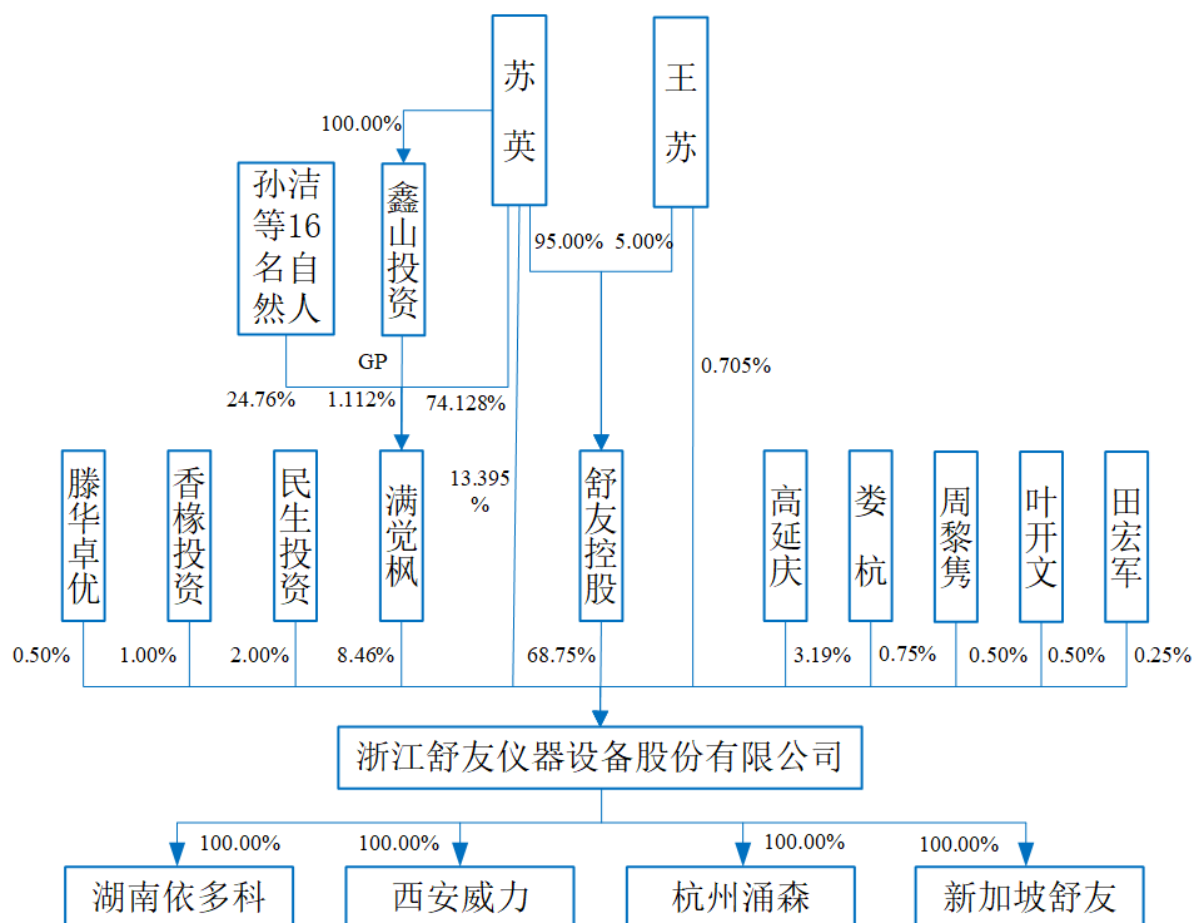 苏英
王苏
100.00%
孙洁
等16
名自
然人
鑫山投资
95.00%
5.00%
GP
24.76%
1.112%
74.128%
0.705%
滕华卓优
香橼投资
民生投资
满觉枫
13.395
%
舒友控股
高延庆
娄杭
周黎隽
叶开文
田宏军
0.50%
1.00%
2.00%
8.46%
68.75%
3.19%
0.75%
0.50%
0.50%
0.25%
浙江舒友仪器设备股份有限公司
100.00%
100.00%
100.00%
100.00%
湖南依多科
西安威力
杭州涌森
新加坡舒友